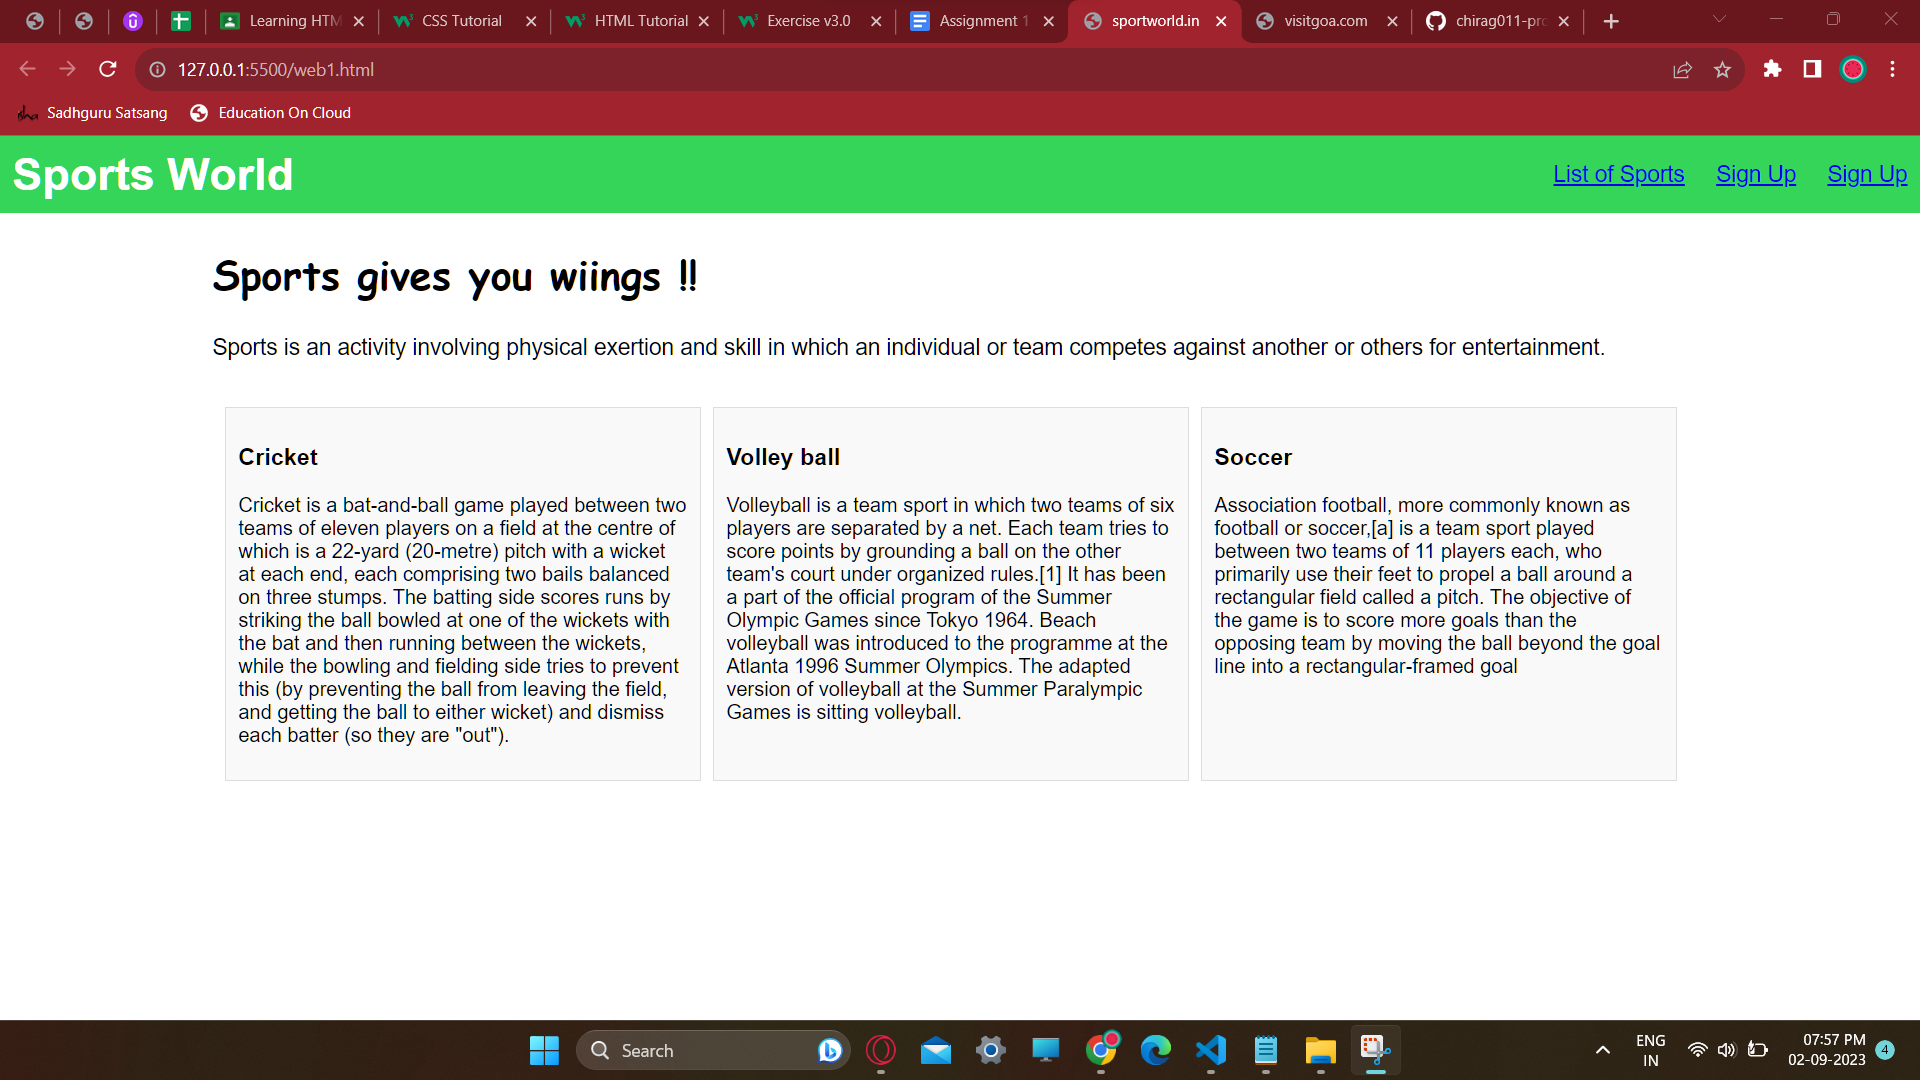 Learning HTM
CSS Tutorial
HTML Tutorial
Exercise v3.0
Assignment 1
sportworld.in
visitgoa.com
chirag011-pro
127.0.0.1:5500/web1.html
Sadhguru Satsang
Education On Cloud
Sports World
List of Sports
Sign Up
Sign Up
Sports gives you wiings !!
Sports is an activity involving physical exertion and skill in which an individual or team competes against another or others for entertainment.
Cricket
Cricket is a bat-and-ball game played between two
teams of eleven players on a field at the centre of
which is a 22-yard (20-metre) pitch with a wicket
at each end, each comprising two bails balanced
on three stumps. The batting side scores runs by
striking the ball bowled at one of the wickets with
the bat and then running between the wickets,
while the bowling and fielding side tries to prevent
this (by preventing the ball from leaving the field,
and getting the ball to either wicket) and dismiss
each batter (so they are "out").
Volley ball
Volleyball is a team sport in which two teams of six
players are separated by a net. Each team tries to
score points by grounding a ball on the other
team's court under organized rules.[1] It has been
a part of the official program of the Summer
Olympic Games since Tokyo 1964. Beach
volleyball was introduced to the programme at the
Atlanta 1996 Summer Olympics. The adapted
version of volleyball at the Summer Paralympic
Games is sitting volleyball.
Soccer
Association football, more commonly known as
football or soccer,[a] is a team sport played
between two teams of 11 players each, who
primarily use their feet to propel a ball around a
rectangular field called a pitch. The objective of
the game is to score more goals than the
opposing team by moving the ball beyond the goal
line into a rectangular-framed goal
Search
ENG
IN
07:57 PM
02-09-2023
4